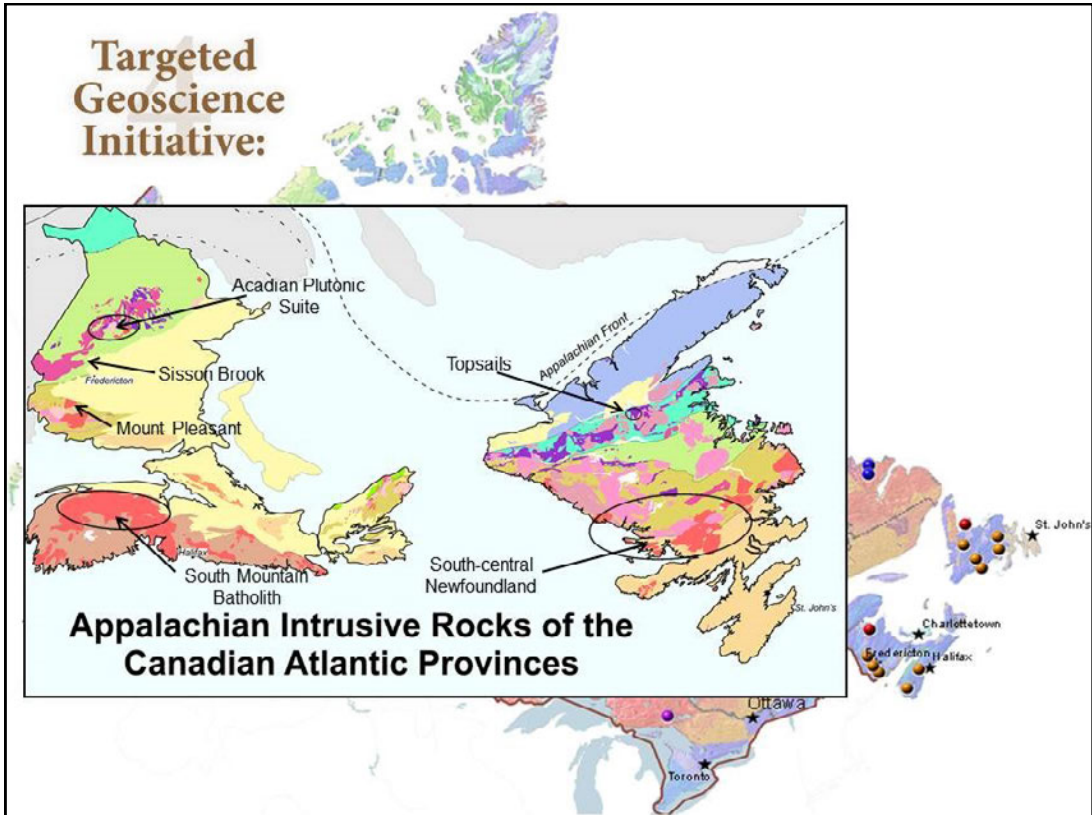 Targeted
Geoscience
Initiative:
4
Acadian Plutonic
Suite
Sisson Brook
Fredericton
Mount Pleasant
Halifax
South Mountain
Batholith
Appalachian Front
Topsails
South-central
Newfoundland
St. John's
Appalachian Intrusive Rocks of the
Canadian Atlantic Provinces
St. John's
Charlottetown
Fredericton
Halifax
Ottawa
Toronto